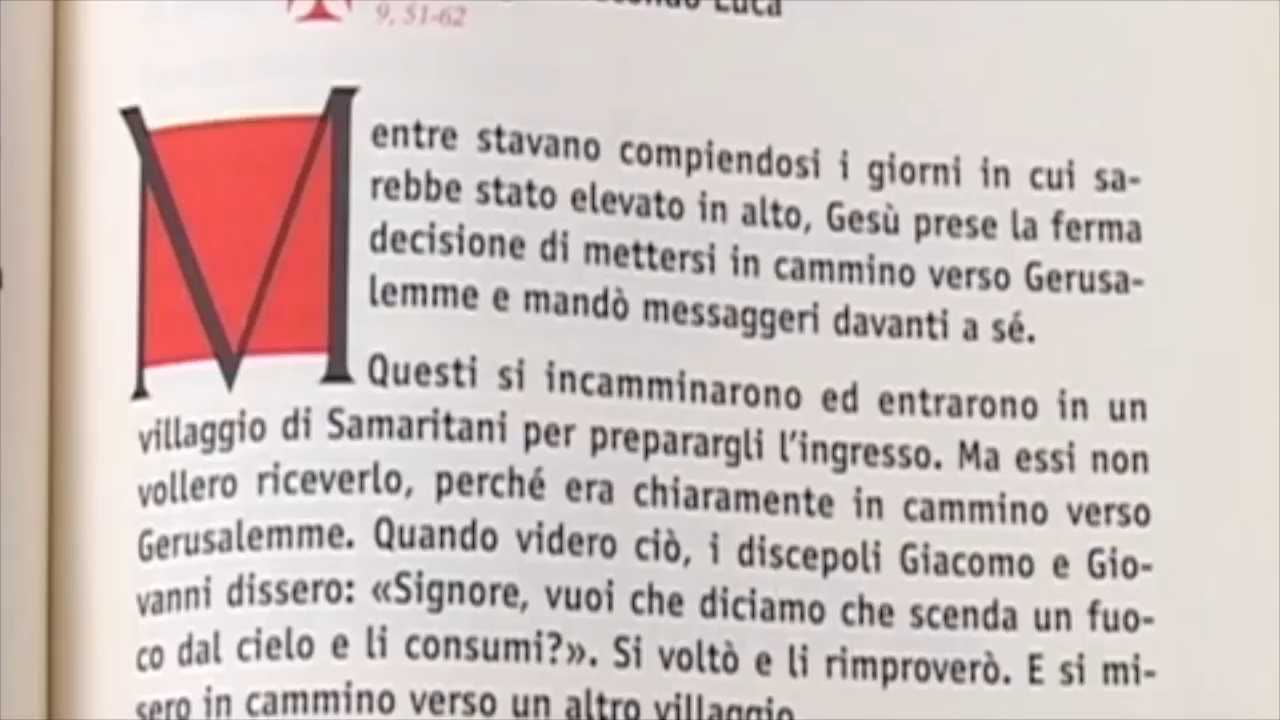 Luca
9, 51-62
Mentre stavano compiendosi i giorni in cui sa-
rebbe stato elevato in alto, Gesù prese la ferma
decisione di mettersi in cammino verso Gerusa-
lemme e mandò messaggeri davanti a sé.
Questi si incamminarono ed entrarono in un
villaggio di Samaritani per preparargli l'ingresso. Ma essi non
vollero riceverlo, perché era chiaramente in cammino verso
Gerusalemme. Quando videro ciò, i discepoli Giacomo e Gio-
vanni dissero: «Signore, vuoi che diciamo che scenda un fuo-
co dal cielo e li consumi?». Si voltò e li rimproverò. E si mi-
sero in cammino verso un altro villaggio.